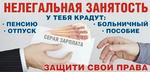 НЕЛЕГАЛЬНАЯ ЗАНЯТОСТЬ
У ТЕБЯ КРАДУТ:
• ПЕНСИЮ
• БОЛЬНИЧНЫЙ
• ОТПУСК
• ПОСОБИЕ
СЕРАЯ ЗАРПЛАТА
ЗАЩИТИ СВОИ ПРАВА